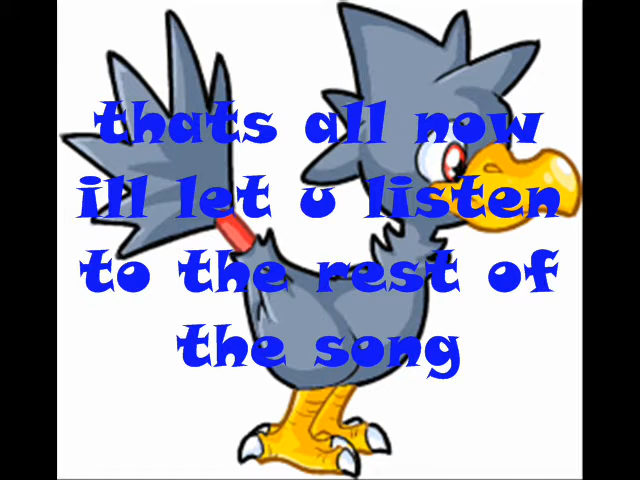 thats all now
ill let u listen
to the rest of
the song